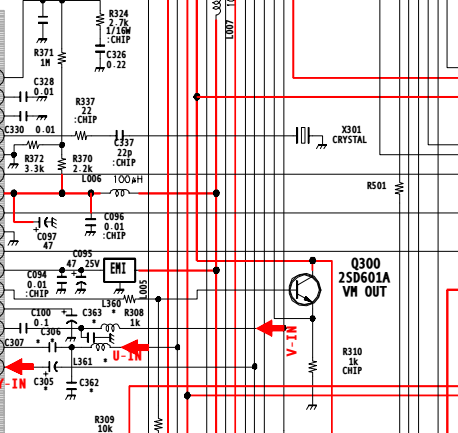 R324
2.7k
1/16W
:CHIP
L007
R371
1M
C326
0.22
C328
0.01
R337
22
:CHIP
C330 0.01
C337
22p
:CHIP
X301
CRYSTAL
R372
3.3k
R370
2.2k
L006
100μH
R501
C097
47
C096
0.01
:CHIP
C095
47 25V
EMI
C094
0.01
:CHIP
L005
Q300
2SD601A
VM OUT
L360
*
R308
1k
C100
0.1
C363
*
C306
*
C307
U-IN
V-IN
L361
*
R310
1k
CHIP
Y-IN
C305
*
C362
*
R309
10k